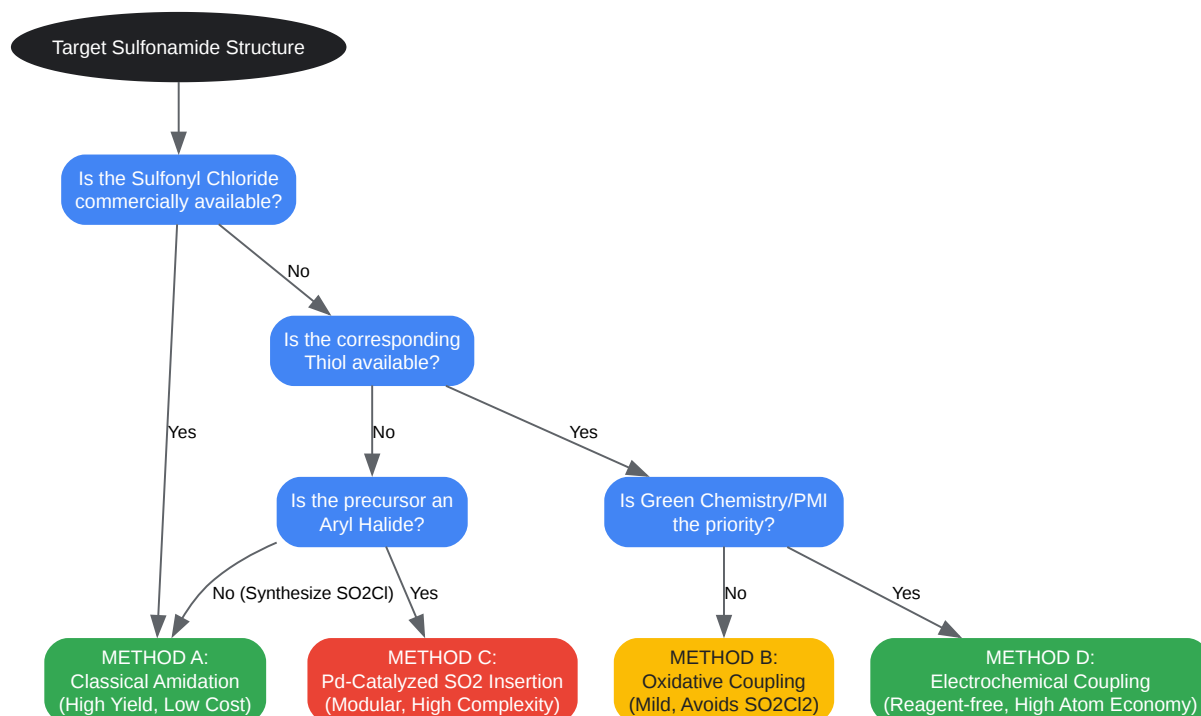 Target Sulfonamide Structure
Is the Sulfonyl Chloride
commercially available?
No
Is the corresponding
Thiol available?
Yes
No
Yes
Is the precursor an
Aryl Halide?
Is Green Chemistry/PMI
the priority?
No (Synthesize SO2Cl)
Yes
No
Yes
METHOD A:
Classical Amidation
(High Yield, Low Cost)
METHOD C:
Pd-Catalyzed SO2 Insertion
(Modular, High Complexity)
METHOD B:
Oxidative Coupling
(Mild, Avoids SO2Cl2)
METHOD D:
Electrochemical Coupling
(Reagent-free, High Atom Economy)